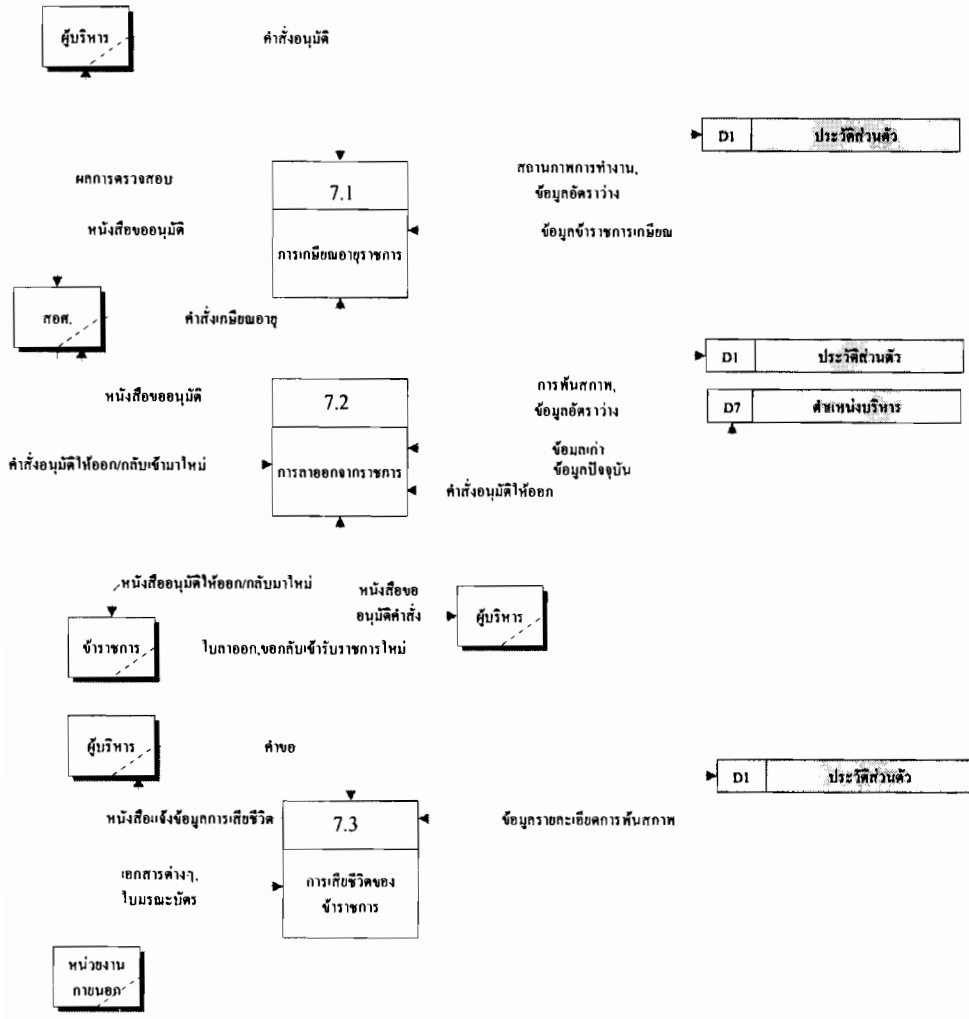 ผู้บริหาร
คำสั่งอนุมัติ
D1 ประวัติส่วนตัว
ผลการตรวจสอบ
7.1
สถานภาพการทำงาน,
ข้อมูลอัตราว่าง
หนังสือขออนุมัติ
ข้อมูลข้าราชการเกษียณ
การเกษียณอายุราชการ
สอศ.
คำสั่งเกษียณอายุ
D1 ประวัติส่วนตัว
หนังสือขออนุมัติ
7.2
การพ้นสภาพ,
ข้อมูลอัตราว่าง
D7 ตำแหน่งบริหาร
คำสั่งอนุมัติให้ออก/กลับเข้ามาใหม่
การลาออกจากราชการ
ข้อมูลเก่า
ข้อมูลปัจจุบัน
คำสั่งอนุมัติให้ออก
หนังสืออนุมัติให้ออก/กลับมาใหม่
หนังสือขอ
อนุมัติคำสั่ง
ผู้บริหาร
ข้าราชการ
ใบลาออก,ขอกลับเข้ารับราชการใหม่
ผู้บริหาร
คำขอ
D1 ประวัติส่วนตัว
หนังสือแจ้งข้อมูลการเสียชีวิต
7.3
ข้อมูลรายละเอียดการพ้นสภาพ
เอกสารต่างๆ,
ใบมรณะบัตร
การเสียชีวิตของ
ข้าราชการ
หน่วยงาน
ภายนอก